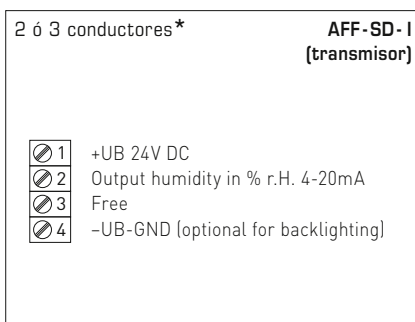 2 ó 3 conductores* AFF-SD-I
(transmisor)
1 +UB 24V DC
2 Output humidity in % r.H. 4-20mA
3 Free
4 –UB-GND (optional for backlighting)